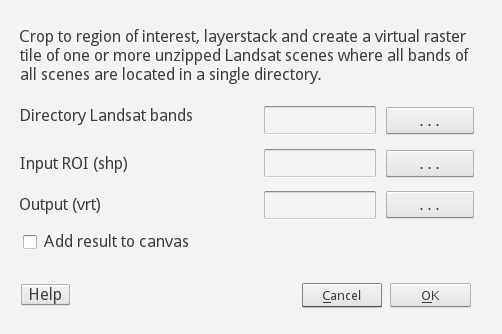 Crop to region of interest, layerstack and create a virtual raster
tile of one or more unzipped Landsat scenes where all bands of
all scenes are located in a single directory.
Directory Landsat bands
...
Input ROI (shp)
...
Output (vrt)
...
Add result to canvas
Help
Cancel
OK